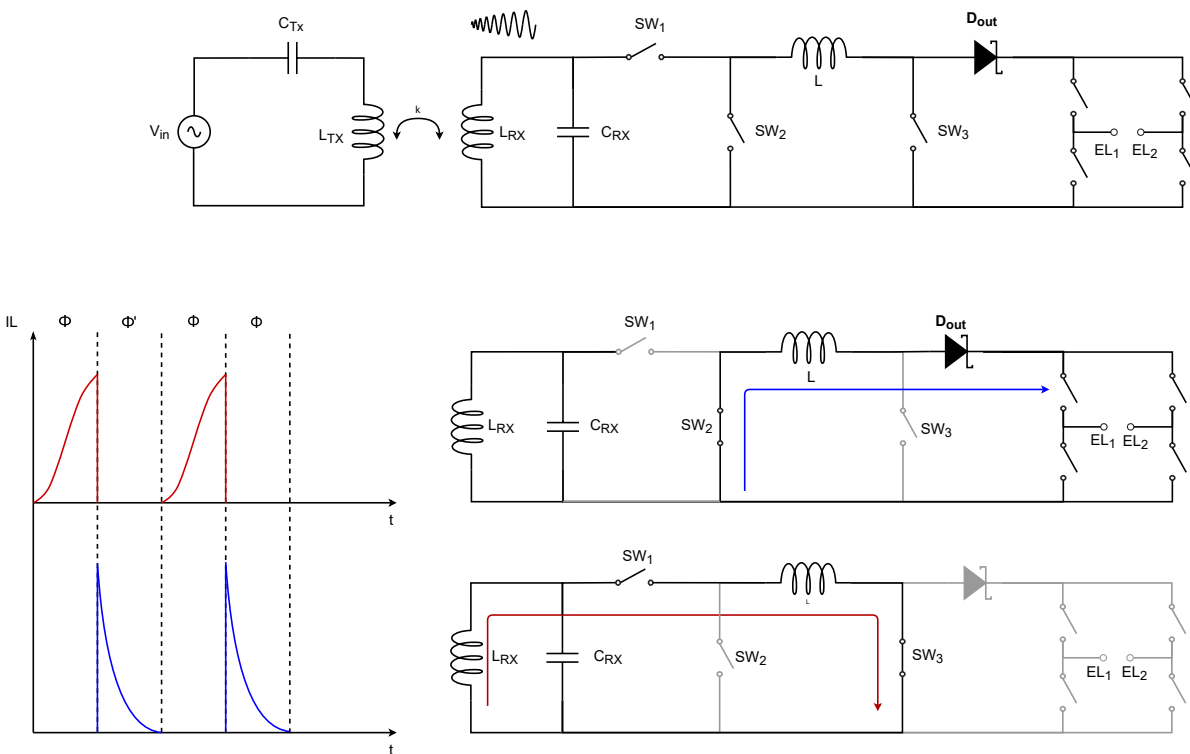 C_Tx
SW_1
D_out
V_in
L_TX
k
L_RX
C_RX
SW_2
L
SW_3
EL_1
EL_2
IL
Φ
Φ'
Φ
Φ
t
t
SW_1
L
D_out
L_RX
C_RX
SW_2
SW_3
EL_1
EL_2
SW_1
L
L_RX
C_RX
SW_2
SW_3
EL_1
EL_2